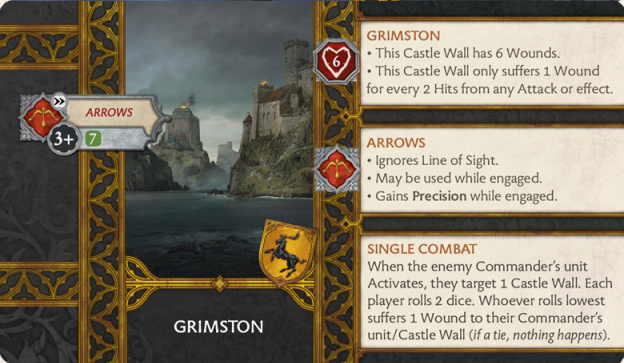 ARROWS
3+ 7
GRIMSTON
6
GRIMSTON
• This Castle Wall has 6 Wounds.
• This Castle Wall only suffers 1 Wound
for every 2 Hits from any Attack or effect.
ARROWS
• Ignores Line of Sight.
• May be used while engaged.
• Gains Precision while engaged.
SINGLE COMBAT
When the enemy Commander's unit
Activates, they target 1 Castle Wall. Each
player rolls 2 dice. Whoever rolls lowest
suffers 1 Wound to their Commander's
unit/Castle Wall (if a tie, nothing happens).